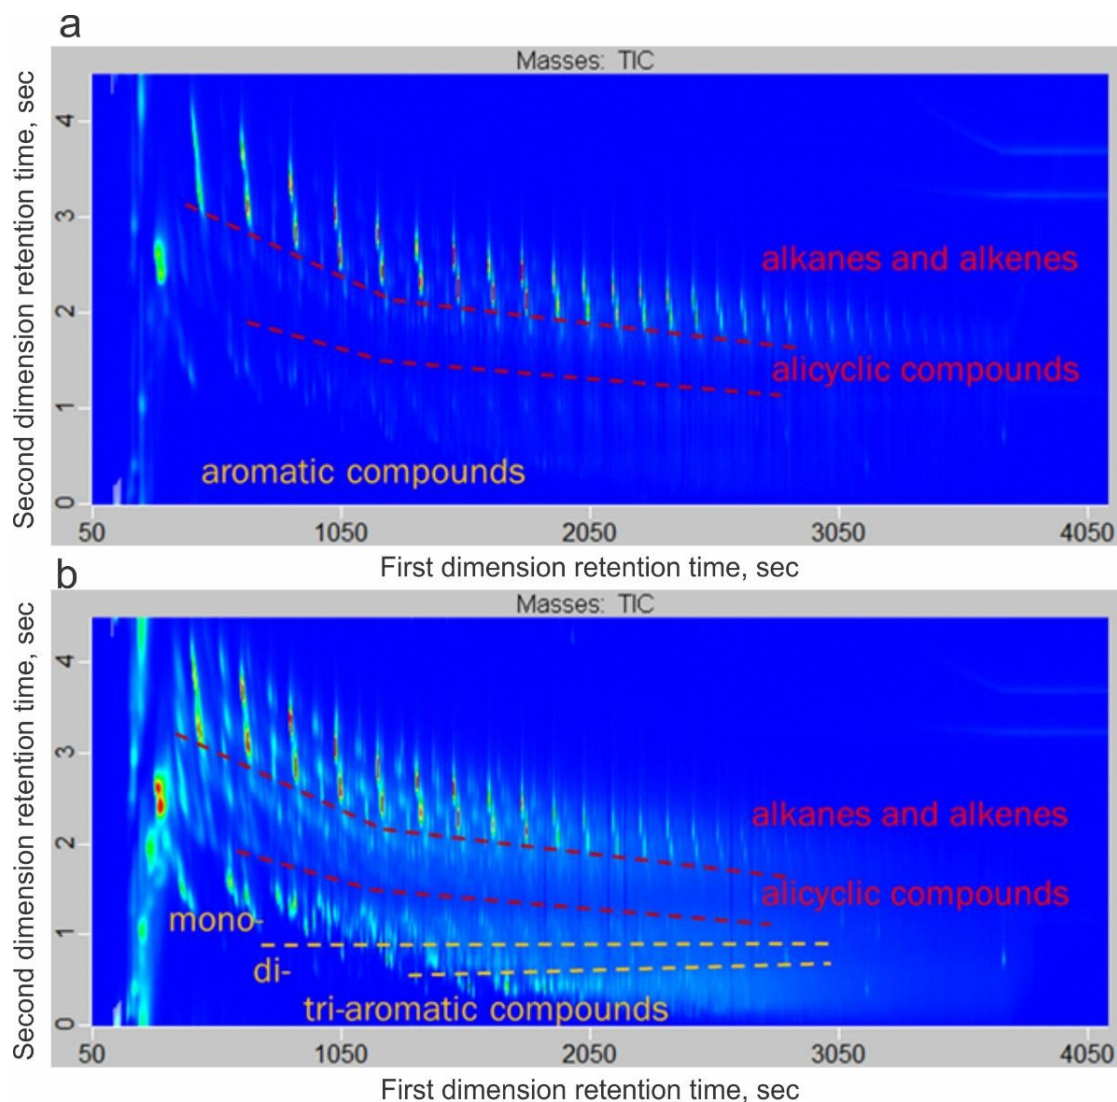 a
Masses: TIC
Second dimension retention time, sec
4
3
2
1
0
alkanes and alkenes
alicyclic compounds
aromatic compounds
50 1050 2050 3050 4050
First dimension retention time, sec
b
Masses: TIC
Second dimension retention time, sec
4
3
2
1
0
alkanes and alkenes
alicyclic compounds
mono-
di-
tri-aromatic compounds
50 1050 2050 3050 4050
First dimension retention time, sec